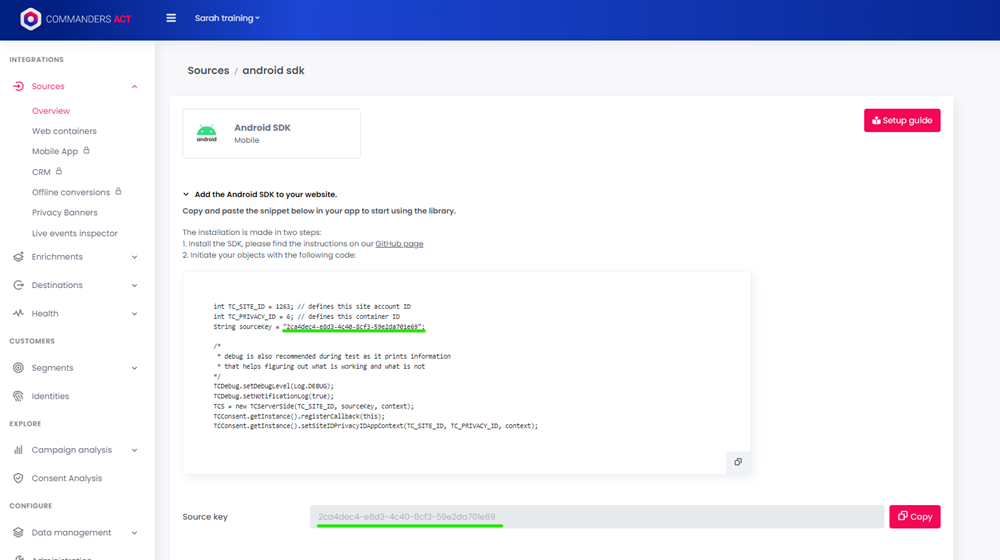 COMMANDERS ACT
Sarah training
INTEGRATIONS
Sources
Overview
Web containers
Mobile App
CRM
Offline conversions
Privacy Banners
Live events inspector
Enrichments
Destinations
Health
CUSTOMERS
Segments
Identities
EXPLORE
Campaign analysis
Consent Analysis
CONFIGURE
Data management
Administration
Sources / android sdk
android
Android SDK
Mobile
Setup guide
Add the Android SDK to your website.
Copy and paste the snippet below in your app to start using the library.
The installation is made in two steps:
1. Install the SDK, please find the instructions on our GitHub page
2. Initiate your objects with the following code:
int TC_SITE_ID = 1263; // defines this site account ID
int TC_PRIVACY_ID = 6; // defines this container ID
String sourceKey = "2ca4dec4-e8d3-4c40-8cf3-59e2da701e69";
/*
* debug is also recommended during test as it prints information
* that helps figuring out what is working and what is not
*/
TCDebug.setDebugLevel(Log.DEBUG);
TCDebug.setNotificationLog(true);
TCS = new TCServerSide(TC_SITE_ID, sourceKey, context);
TCConsent.getInstance().registerCallback(this);
TCConsent.getInstance().setSiteIDPrivacyIDAppContext(TC_SITE_ID, TC_PRIVACY_ID, context);
Source key
2ca4dec4-e8d3-4c40-8cf3-59e2da701e69
Copy